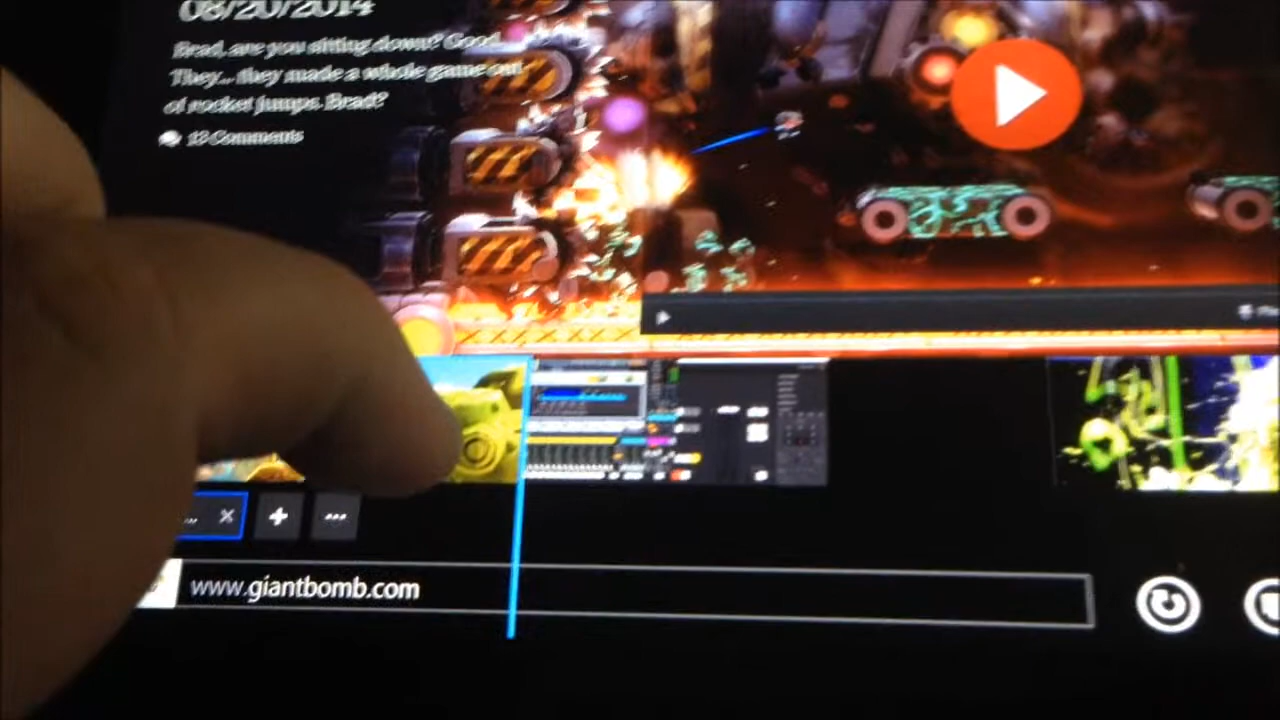 08/20/2014
Brad, are you sitting down? Good.
They... they made a whole game out
of rocket jumps. Brad?
13 Comments
... X + ...
www.giantbomb.com